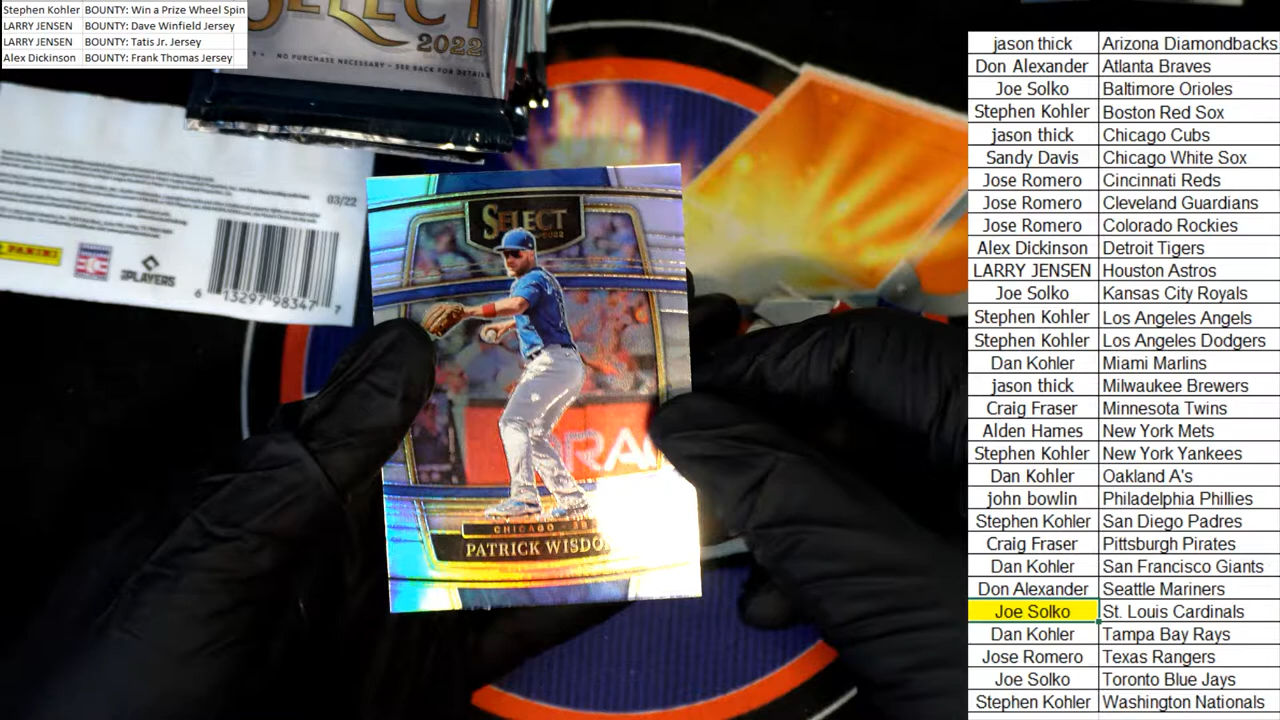 Stephen Kohler BOUNTY: Win a Prize Wheel Spin
LARRY JENSEN BOUNTY: Dave Winfield Jersey
LARRY JENSEN BOUNTY: Tatis Jr. Jersey
Alex Dickinson BOUNTY: Frank Thomas Jersey
SELECT
2022
NO PURCHASE NECESSARY - SEE BACK FOR DETAILS
03/22
PANINI
PLAYERS
6 13297 98347 7
SELECT
2022
RA
CHICAGO
PATRICK WISDO
jason thick Arizona Diamondbacks
Don Alexander Atlanta Braves
Joe Solko Baltimore Orioles
Stephen Kohler Boston Red Sox
jason thick Chicago Cubs
Sandy Davis Chicago White Sox
Jose Romero Cincinnati Reds
Jose Romero Cleveland Guardians
Jose Romero Colorado Rockies
Alex Dickinson Detroit Tigers
LARRY JENSEN Houston Astros
Joe Solko Kansas City Royals
Stephen Kohler Los Angeles Angels
Stephen Kohler Los Angeles Dodgers
Dan Kohler Miami Marlins
jason thick Milwaukee Brewers
Craig Fraser Minnesota Twins
Alden Hames New York Mets
Stephen Kohler New York Yankees
Dan Kohler Oakland A's
john bowlin Philadelphia Phillies
Stephen Kohler San Diego Padres
Craig Fraser Pittsburgh Pirates
Dan Kohler San Francisco Giants
Don Alexander Seattle Mariners
Joe Solko St. Louis Cardinals
Dan Kohler Tampa Bay Rays
Jose Romero Texas Rangers
Joe Solko Toronto Blue Jays
Stephen Kohler Washington Nationals